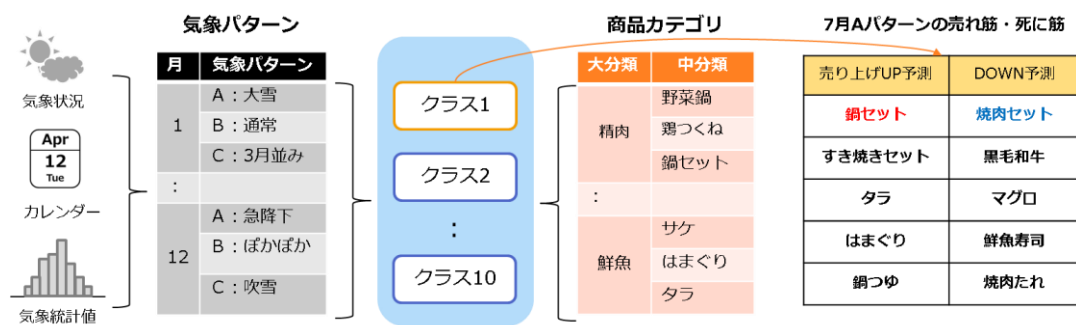 気象パターン
商品カテゴリ
7月Aパターンの売れ筋・死に筋
気象状況
Apr
12
Tue
カレンダー
気象統計値
月 気象パターン
1
A：大雪
B：通常
C：3月並み
：
12
A：急降下
B：ぽかぽか
C：吹雪
クラス1
クラス2
：
クラス10
大分類 中分類
精肉
野菜鍋
鶏つくね
鍋セット
：
鮮魚
サケ
はまぐり
タラ
売り上げUP予測 DOWN予測
鍋セット 焼肉セット
すき焼きセット 黒毛和牛
タラ マグロ
はまぐり 鮮魚寿司
鍋つゆ 焼肉たれ